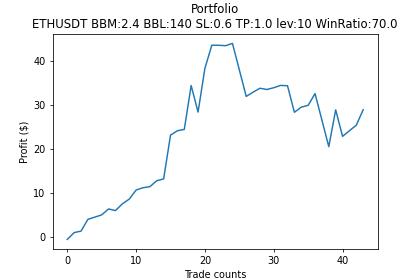 Portfolio
ETHUSDT BBM:2.4 BBL:140 SL:0.6 TP:1.0 lev:10 WinRatio:70.0
40
30
20
10
0
Profit ($)
0
10
20
30
40
Trade counts